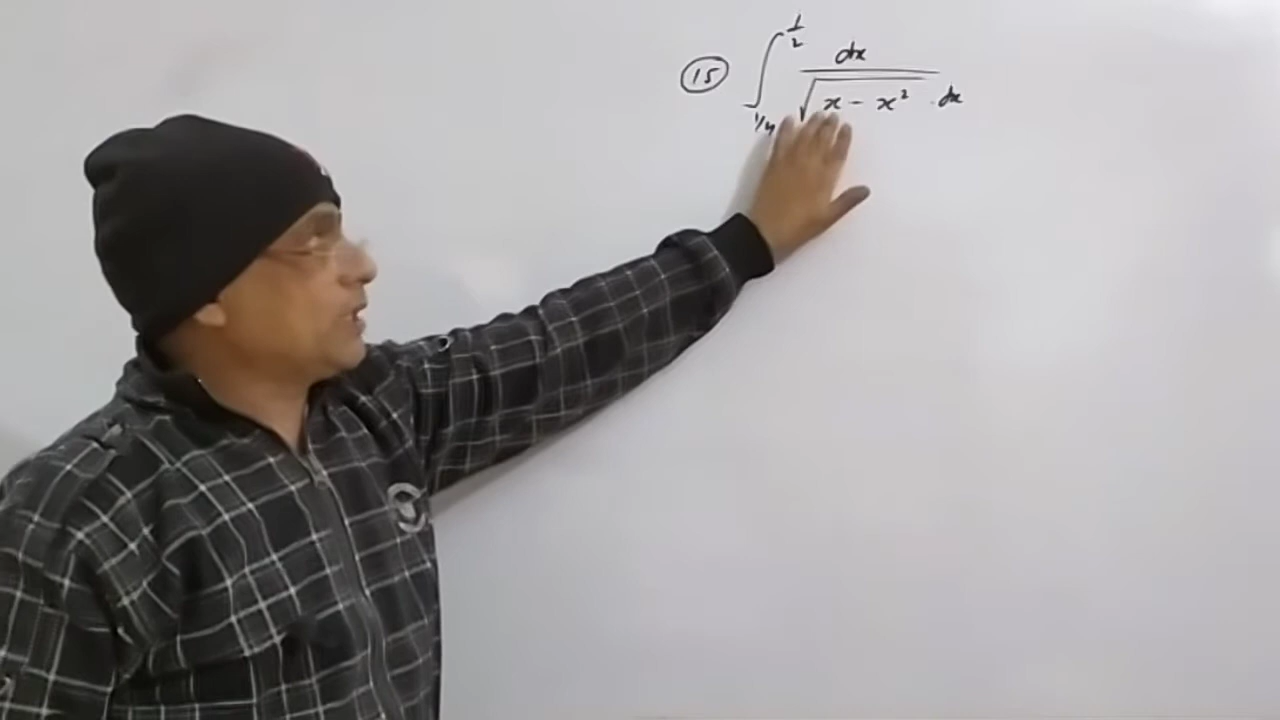 (15) ∫_{1/4}^{1/2} dx / √(x - x²) . dx